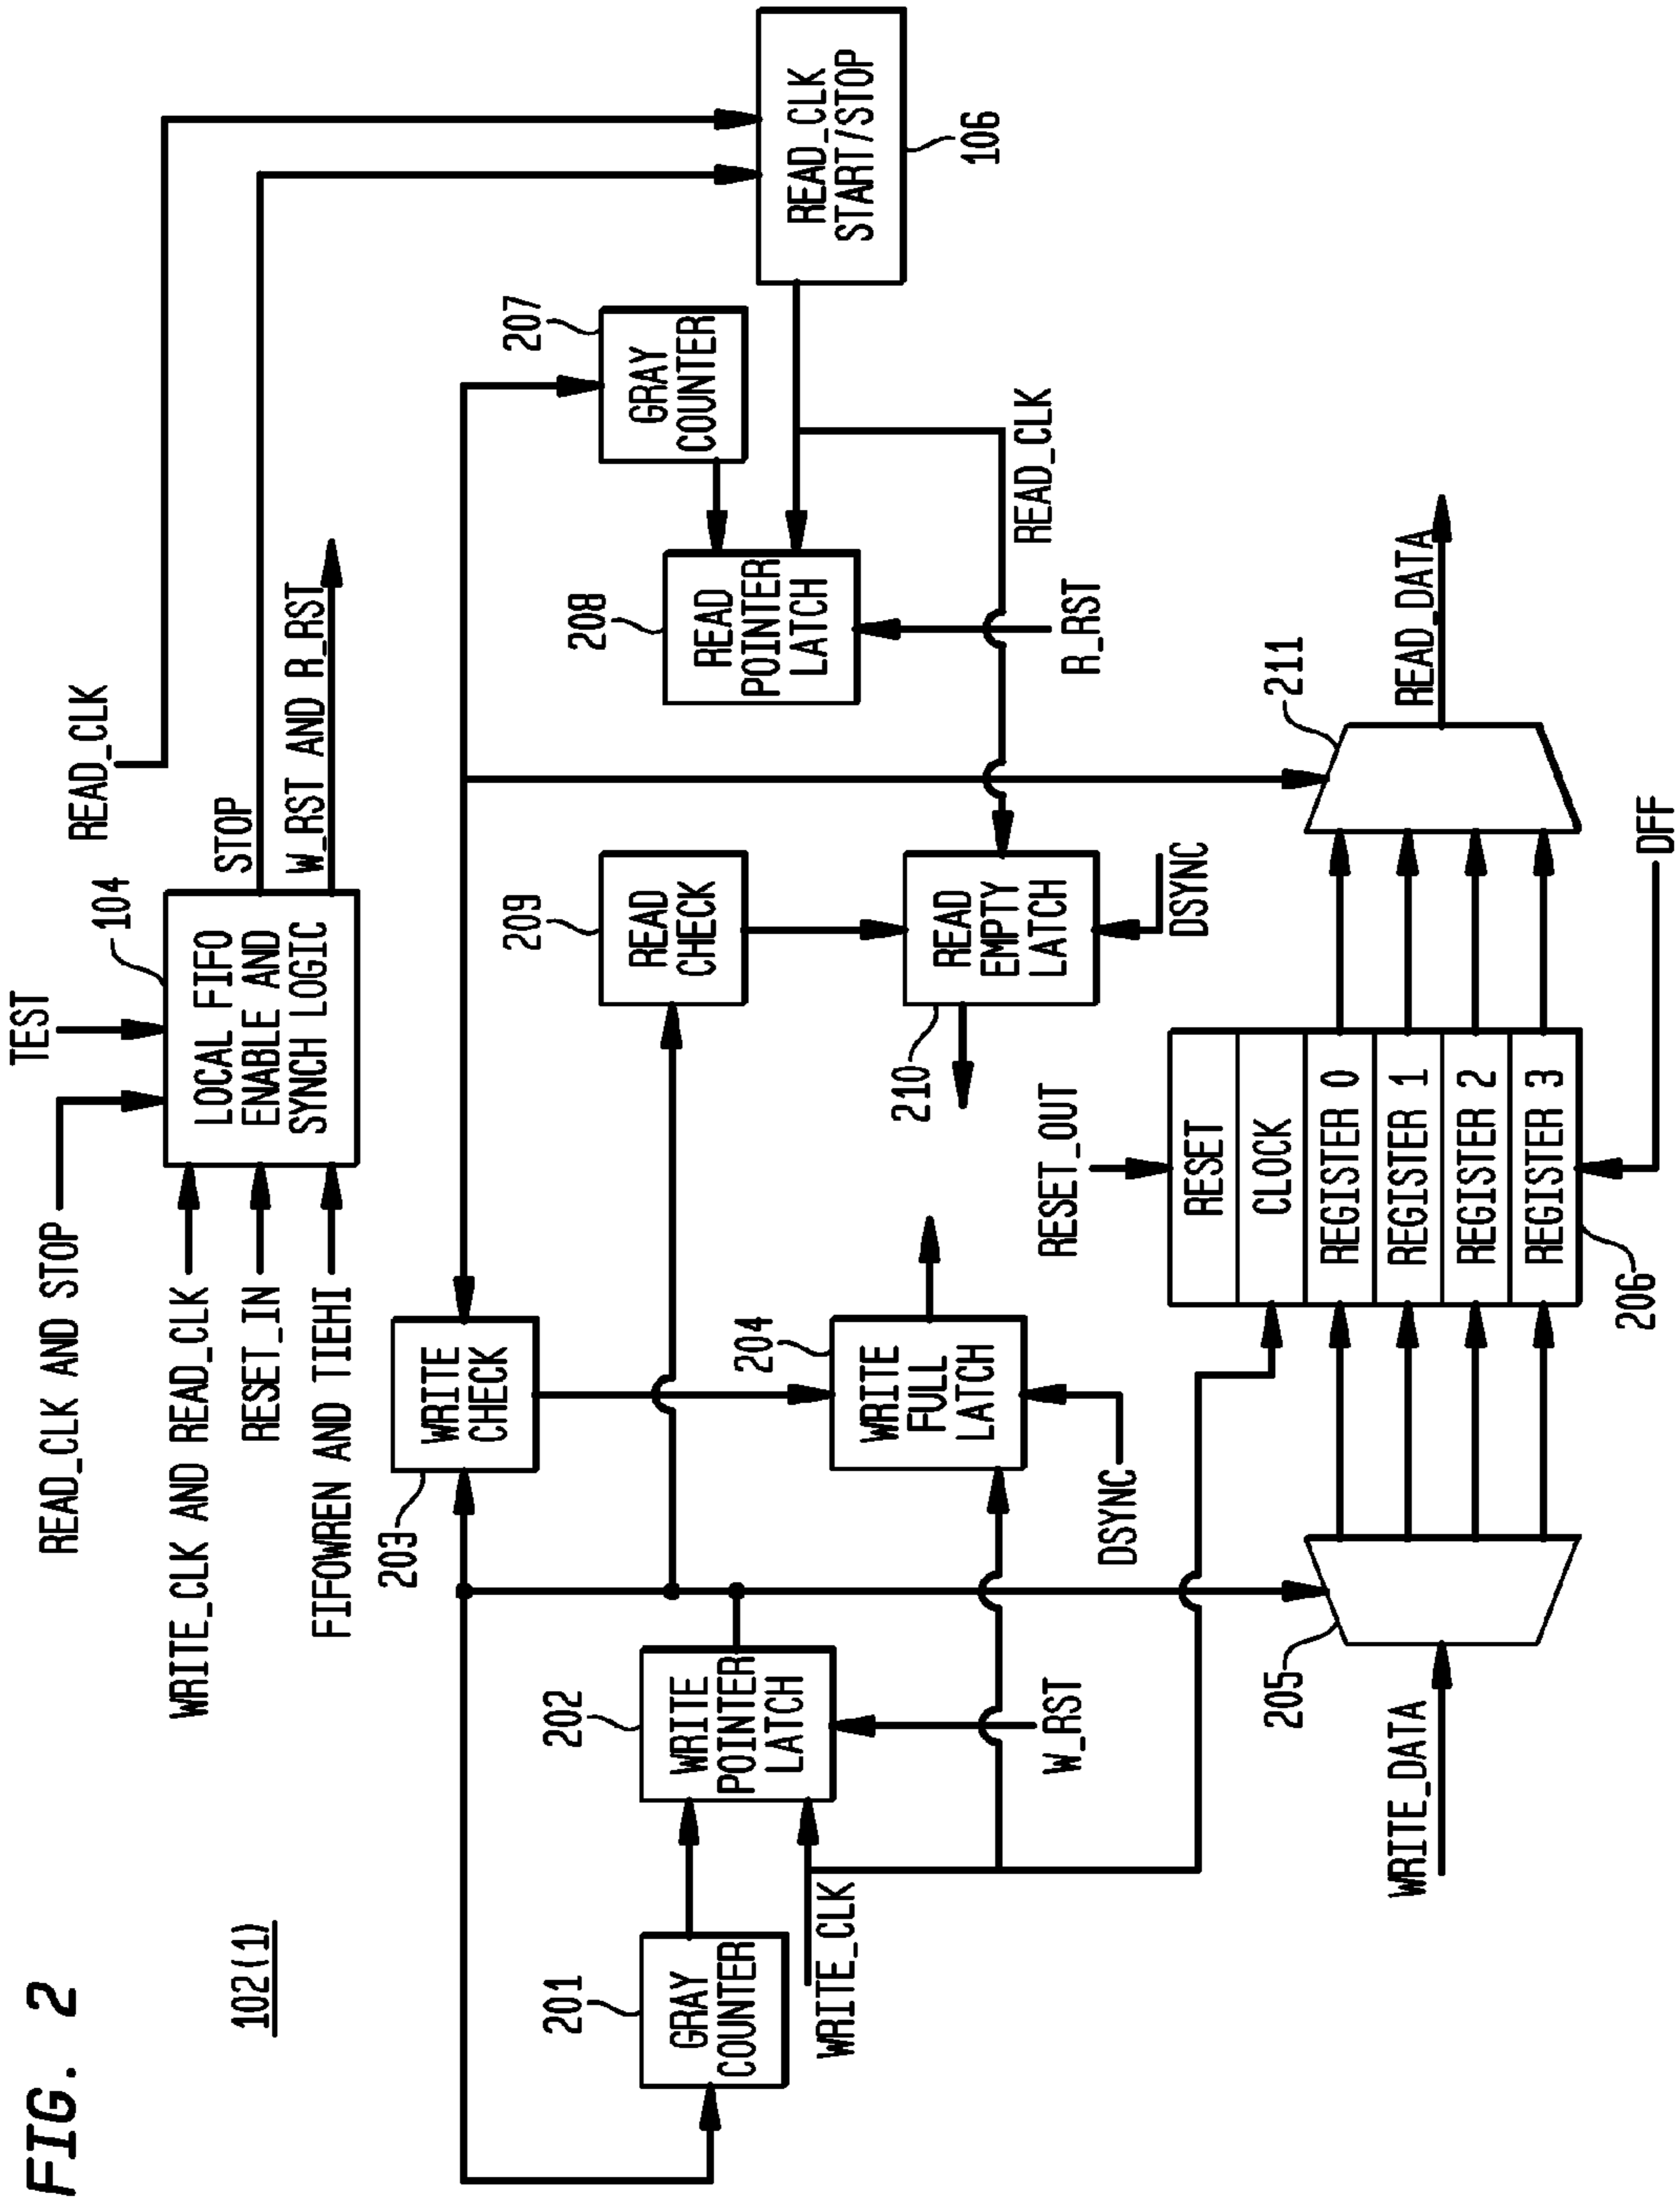 FIG. 2
102(1)
READ_CLK AND STOP
TEST
READ_CLK
WRITE_CLK AND READ_CLK
RESET_IN
FIFOWREN AND TIEHI
104
LOCAL FIFO
ENABLE AND
SYNCH LOGIC
STOP
W_RST AND R_RST
203
WRITE
CHECK
201
GRAY
COUNTER
202
WRITE
POINTER
LATCH
WRITE_CLK
W_RST
204
WRITE
FULL
LATCH
DSYNC
209
READ
CHECK
210
READ
EMPTY
LATCH
DSYNC
208
READ
POINTER
LATCH
R_RST
READ_CLK
207
GRAY
COUNTER
READ_CLK
START/STOP
106
WRITE_DATA
205
RESET_OUT
RESET
CLOCK
REGISTER 0
REGISTER 1
REGISTER 2
REGISTER 3
206
DFF
211
READ_DATA